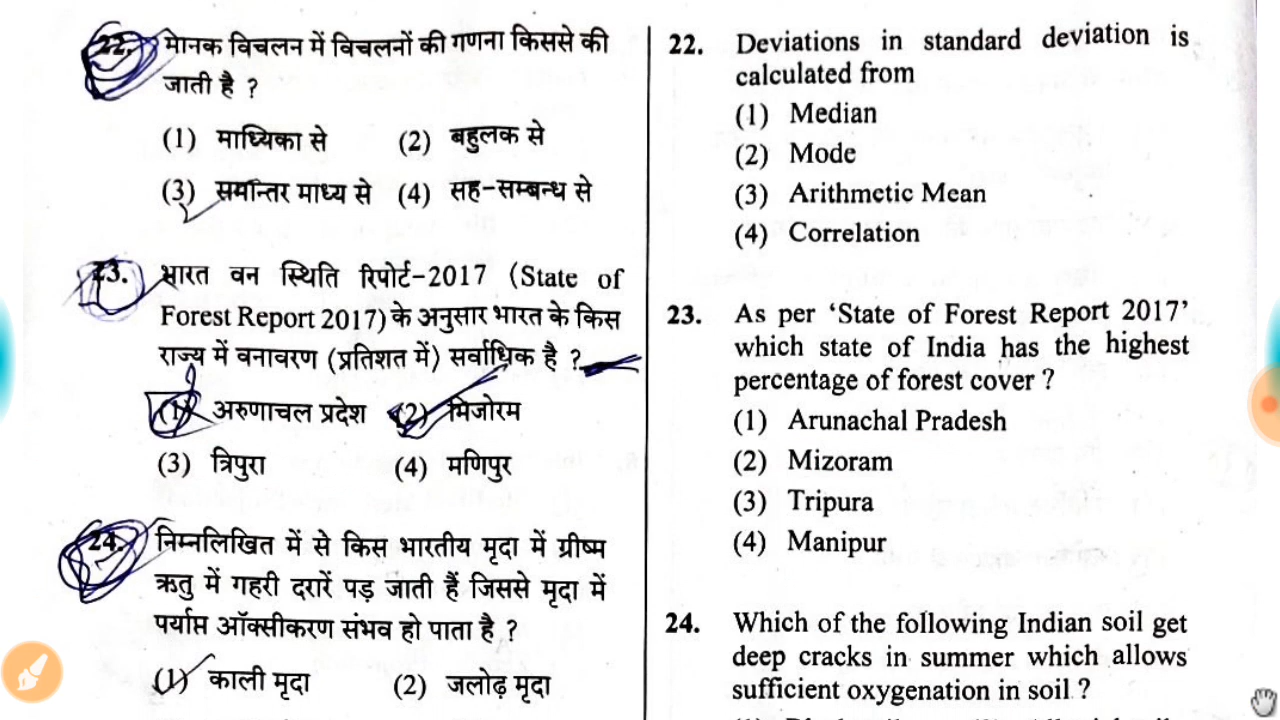 22. मानक विचलन में विचलनों की गणना किससे की
जाती है ?
(1) माध्यिका से (2) बहुलक से
(3) समान्तर माध्य से (4) सह-सम्बन्ध से
23. भारत वन स्थिति रिपोर्ट-2017 (State of
Forest Report 2017) के अनुसार भारत के किस
राज्य में वनावरण (प्रतिशत में) सर्वाधिक है ?
(1) अरुणाचल प्रदेश (2) मिजोरम
(3) त्रिपुरा (4) मणिपुर
24. निम्नलिखित में से किस भारतीय मृदा में ग्रीष्म
ऋतु में गहरी दरारें पड़ जाती हैं जिससे मृदा में
पर्याप्त ऑक्सीकरण संभव हो पाता है ?
(1) काली मृदा (2) जलोढ़ मृदा
22. Deviations in standard deviation is
calculated from
(1) Median
(2) Mode
(3) Arithmetic Mean
(4) Correlation
23. As per ‘State of Forest Report 2017’
which state of India has the highest
percentage of forest cover ?
(1) Arunachal Pradesh
(2) Mizoram
(3) Tripura
(4) Manipur
24. Which of the following Indian soil get
deep cracks in summer which allows
sufficient oxygenation in soil ?